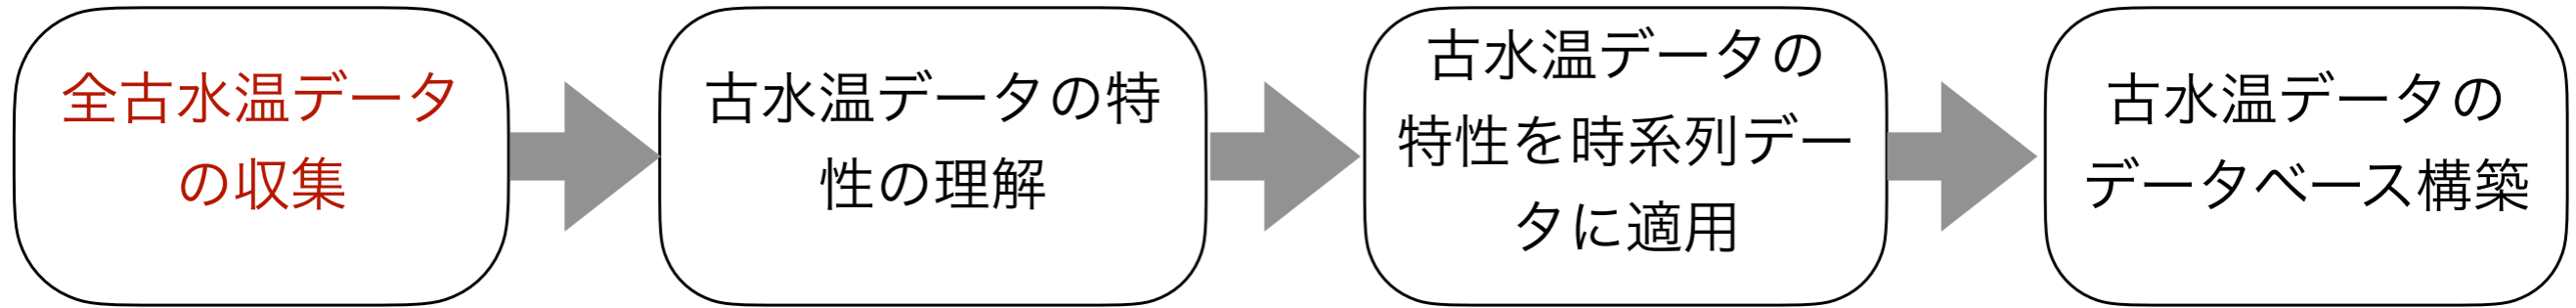 全古水温データ
の収集
古水温データの特
性の理解
古水温データの
特性を時系列デー
タに適用
古水温データの
データベース構築